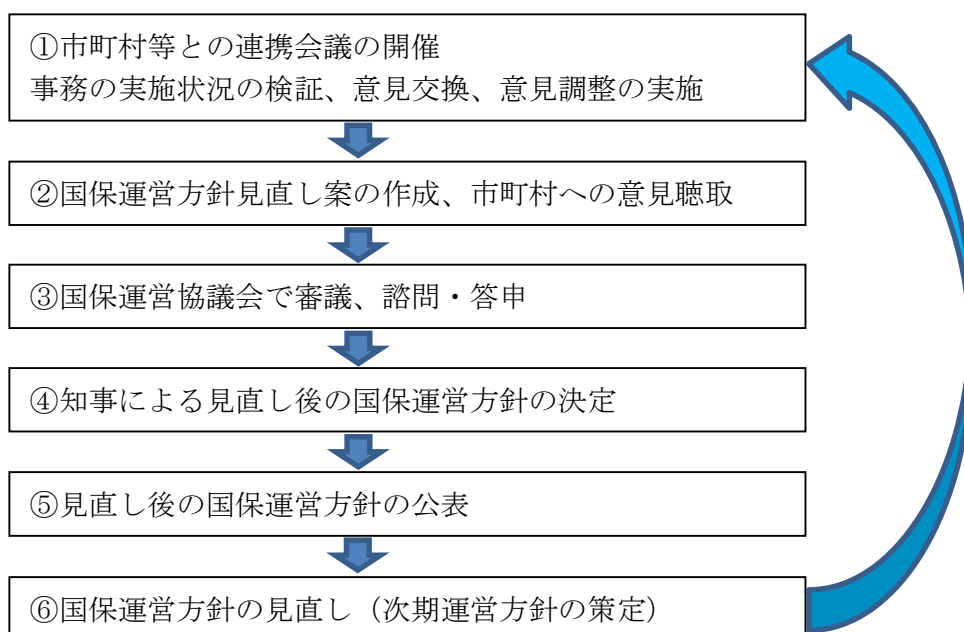 ①市町村等との連携会議の開催
事務の実施状況の検証、意見交換、意見調整の実施
②国保運営方針見直し案の作成、市町村への意見聴取
③国保運営協議会で審議、諮問・答申
④知事による見直し後の国保運営方針の決定
⑤見直し後の国保運営方針の公表
⑥国保運営方針の見直し（次期運営方針の策定）